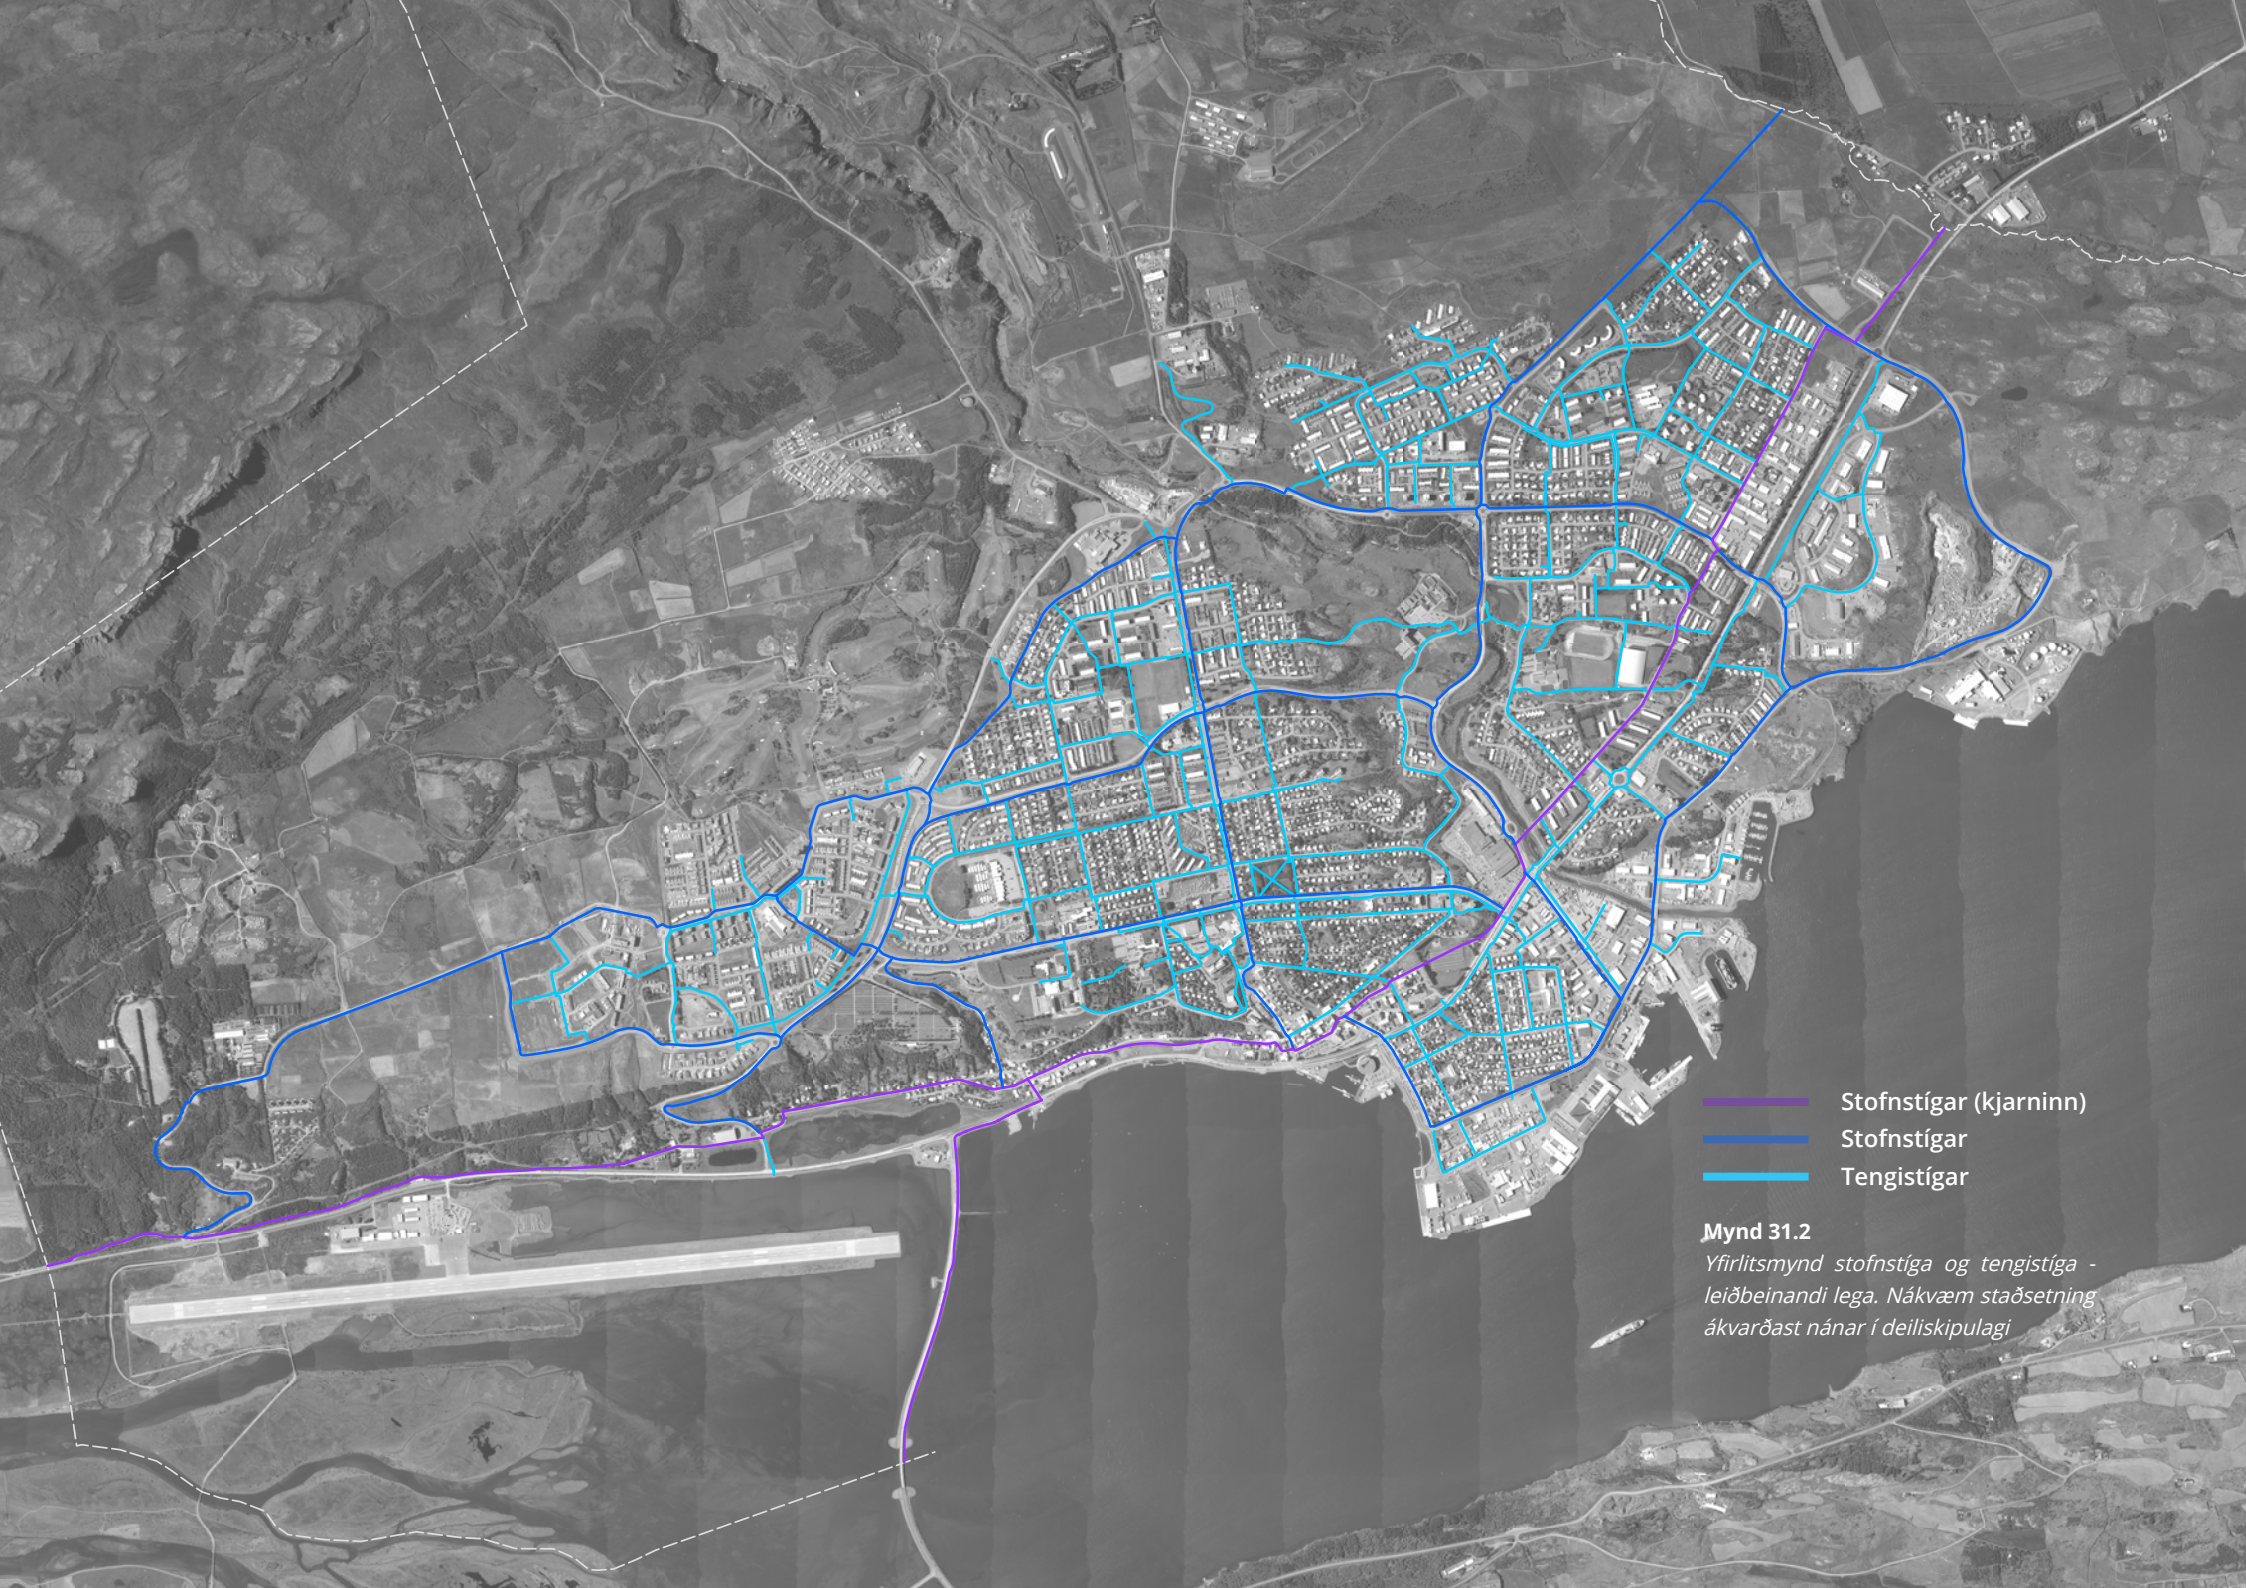 Stofnstígar (kjarninn)
Stofnstígar
Tengistígar
Mynd 31.2
Yfirlitsmynd stofnstíga og tengistíga -
leiðbeinandi lega. Nákvæm staðsetning
ákvarðast nánar í deiliskipulagi